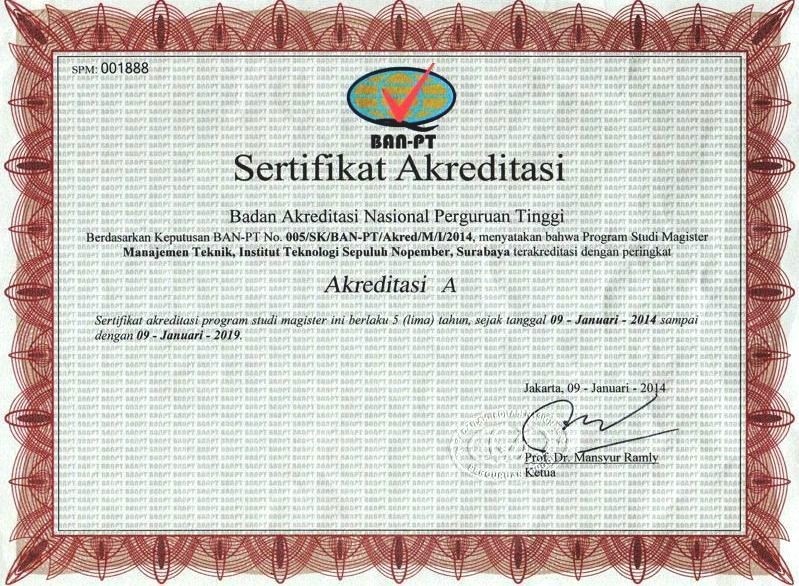 SPM: 001888
BAN-PT
Sertifikat Akreditasi
Badan Akreditasi Nasional Perguruan Tinggi
Berdasarkan Keputusan BAN-PT No. 005/SK/BAN-PT/Akred/M/I/2014, menyatakan bahwa Program Studi Magister
Manajemen Teknik, Institut Teknologi Sepuluh Nopember, Surabaya terakreditasi dengan peringkat
Akreditasi A
Sertifikat akreditasi program studi magister ini berlaku 5 (lima) tahun, sejak tanggal 09 - Januari - 2014 sampai
dengan 09 - Januari - 2019.
Jakarta, 09 - Januari - 2014
Prof. Dr. Mansyur Ramly
Ketua